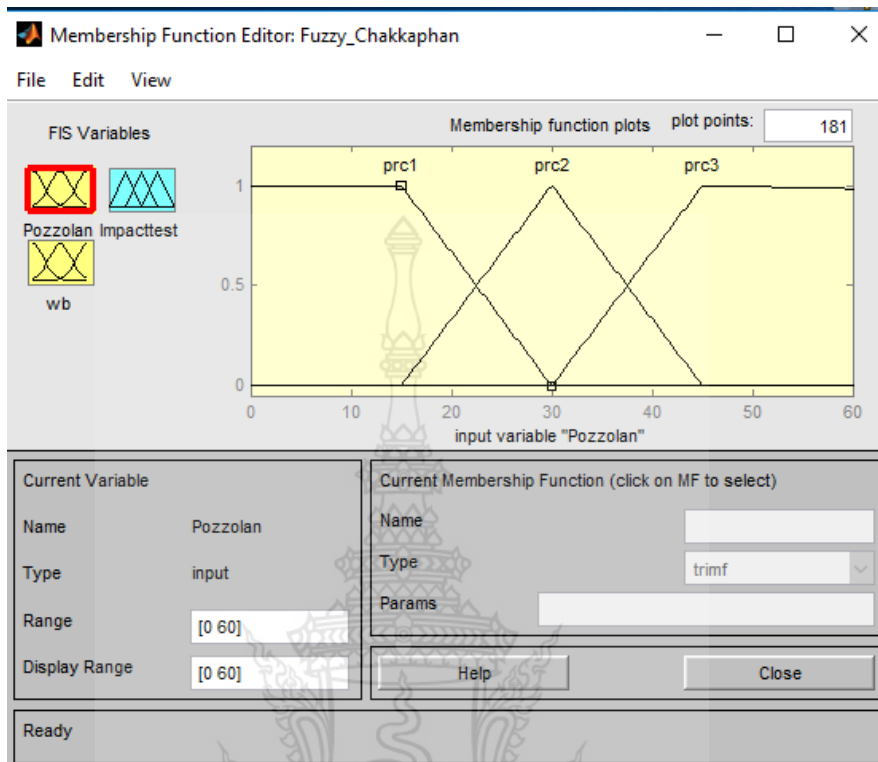 Membership Function Editor: Fuzzy_Chakkaphan
File Edit View
FIS Variables
Membership function plots plot points: 181
Pozzolan Impacttest
wb
prc1 prc2 prc3
1
0.5
0
0 10 20 30 40 50 60
input variable "Pozzolan"
Current Variable
Name Pozzolan
Type input
Range [0 60]
Display Range [0 60]
Current Membership Function (click on MF to select)
Name
Type trimf
Params
Help Close
Ready